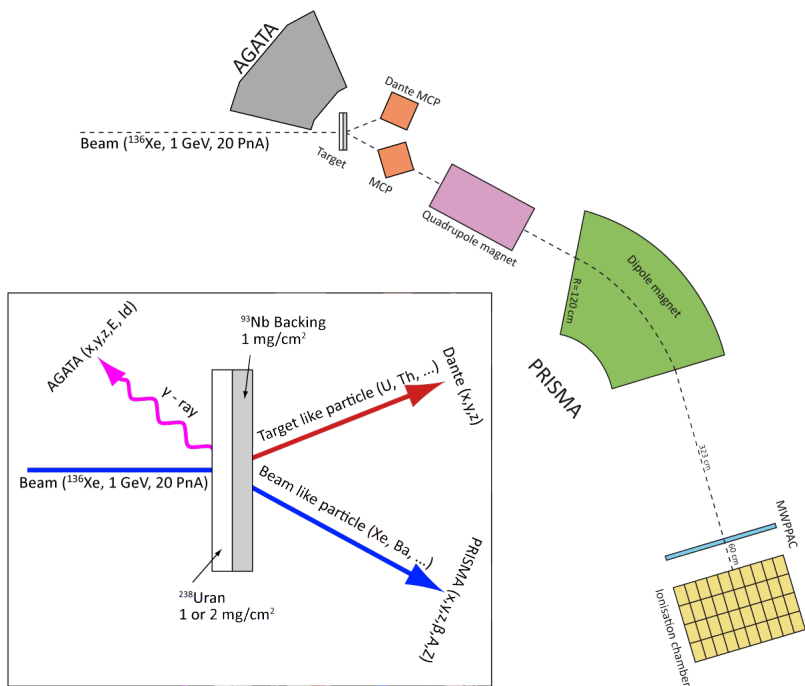 AGATA
Dante MCP
Beam (¹³⁶Xe, 1 GeV, 20 PnA)
Target
MCP
Quadrupole magnet
Dipole magnet
R=120 cm
PRISMA
323 cm
MWPPAC
60 cm
Ionisation chamber
⁹³Nb Backing
1 mg/cm²
AGATA (x,y,z,E, Id)
γ - ray
Target like particle (U, Th, ...)
Dante (x,y,z)
Beam (¹³⁶Xe, 1 GeV, 20 PnA)
Beam like particle (Xe, Ba, ...)
PRISMA (x,y,z,β,A,Z)
²³⁸Uran
1 or 2 mg/cm²